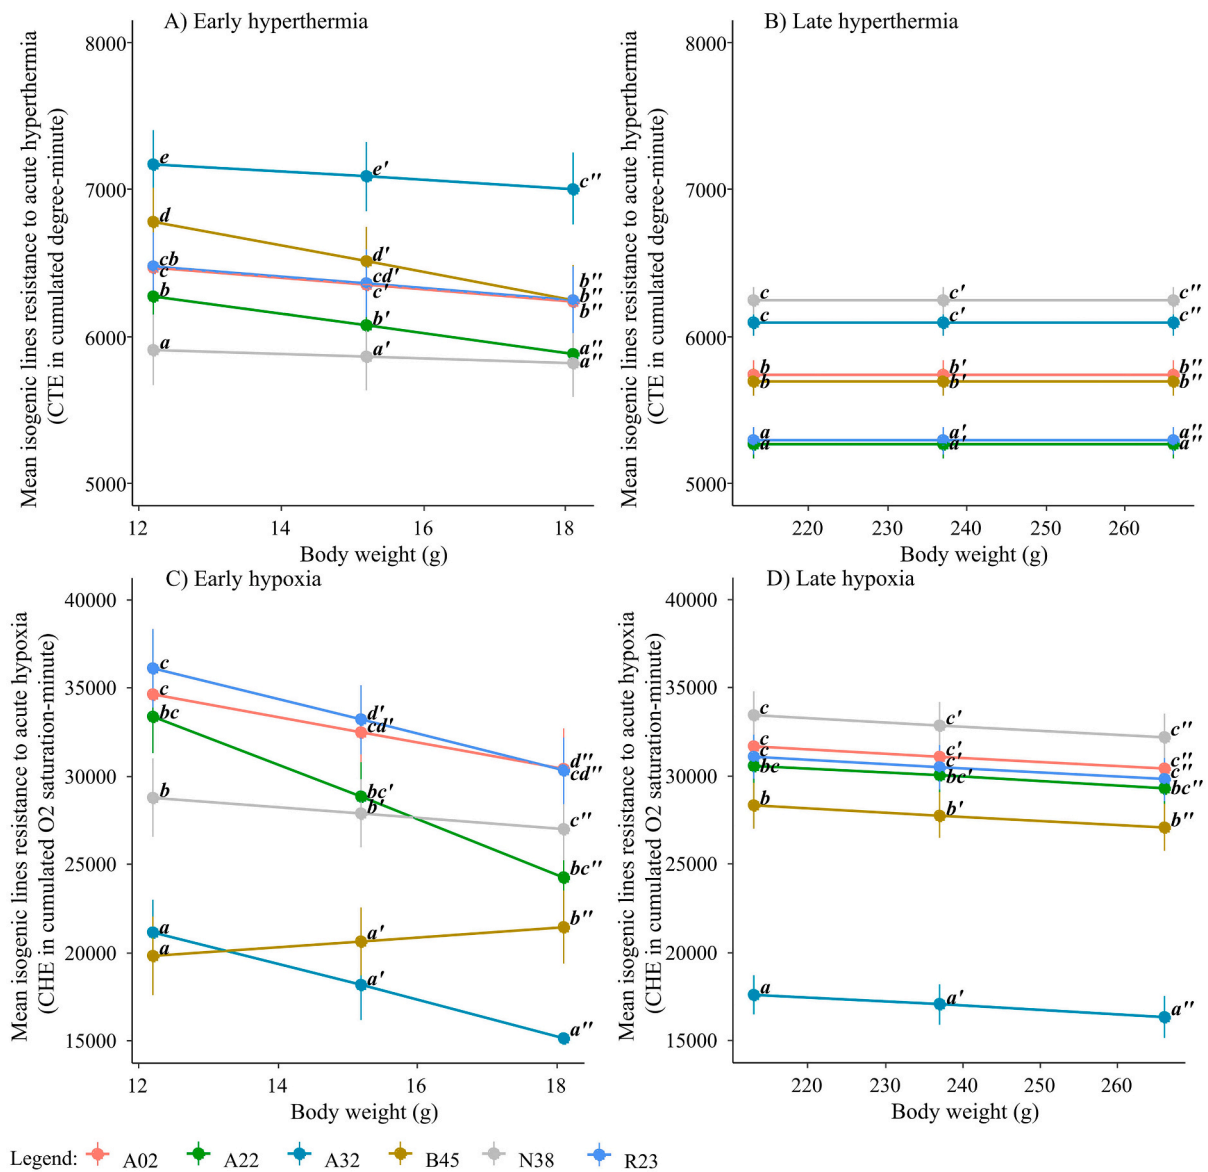 A) Early hyperthermia
Mean isogenic lines resistance to acute hyperthermia
(CTE in cumulated degree-minute)
8000
7000
6000
5000
e
e'
c''
d
d'
b''
cb
cd'
b''
c
c'
b''
b
b'
a''
a
a'
a''
12
14
16
18
Body weight (g)
B) Late hyperthermia
Mean isogenic lines resistance to acute hyperthermia
(CTE in cumulated degree-minute)
8000
7000
6000
5000
c
c'
c''
c
c'
c''
b
b'
b''
b
b'
b''
a
a'
a''
a
a'
a''
220
230
240
250
260
Body weight (g)
C) Early hypoxia
Mean isogenic lines resistance to acute hypoxia
(CHE in cumulated O2 saturation-minute)
40000
35000
30000
25000
20000
15000
c
d'
d''
c
cd'
cd''
bc
bc'
c''
b
b'
bc''
a
a'
b''
a
a'
a''
12
14
16
18
Body weight (g)
D) Late hypoxia
Mean isogenic lines resistance to acute hypoxia
(CHE in cumulated O2 saturation-minute)
40000
35000
30000
25000
20000
15000
c
c'
c''
c
c'
c''
c
c'
c''
bc
bc'
bc''
b
b'
b''
a
a'
a''
220
230
240
250
260
Body weight (g)
Legend: A02 A22 A32 B45 N38 R23